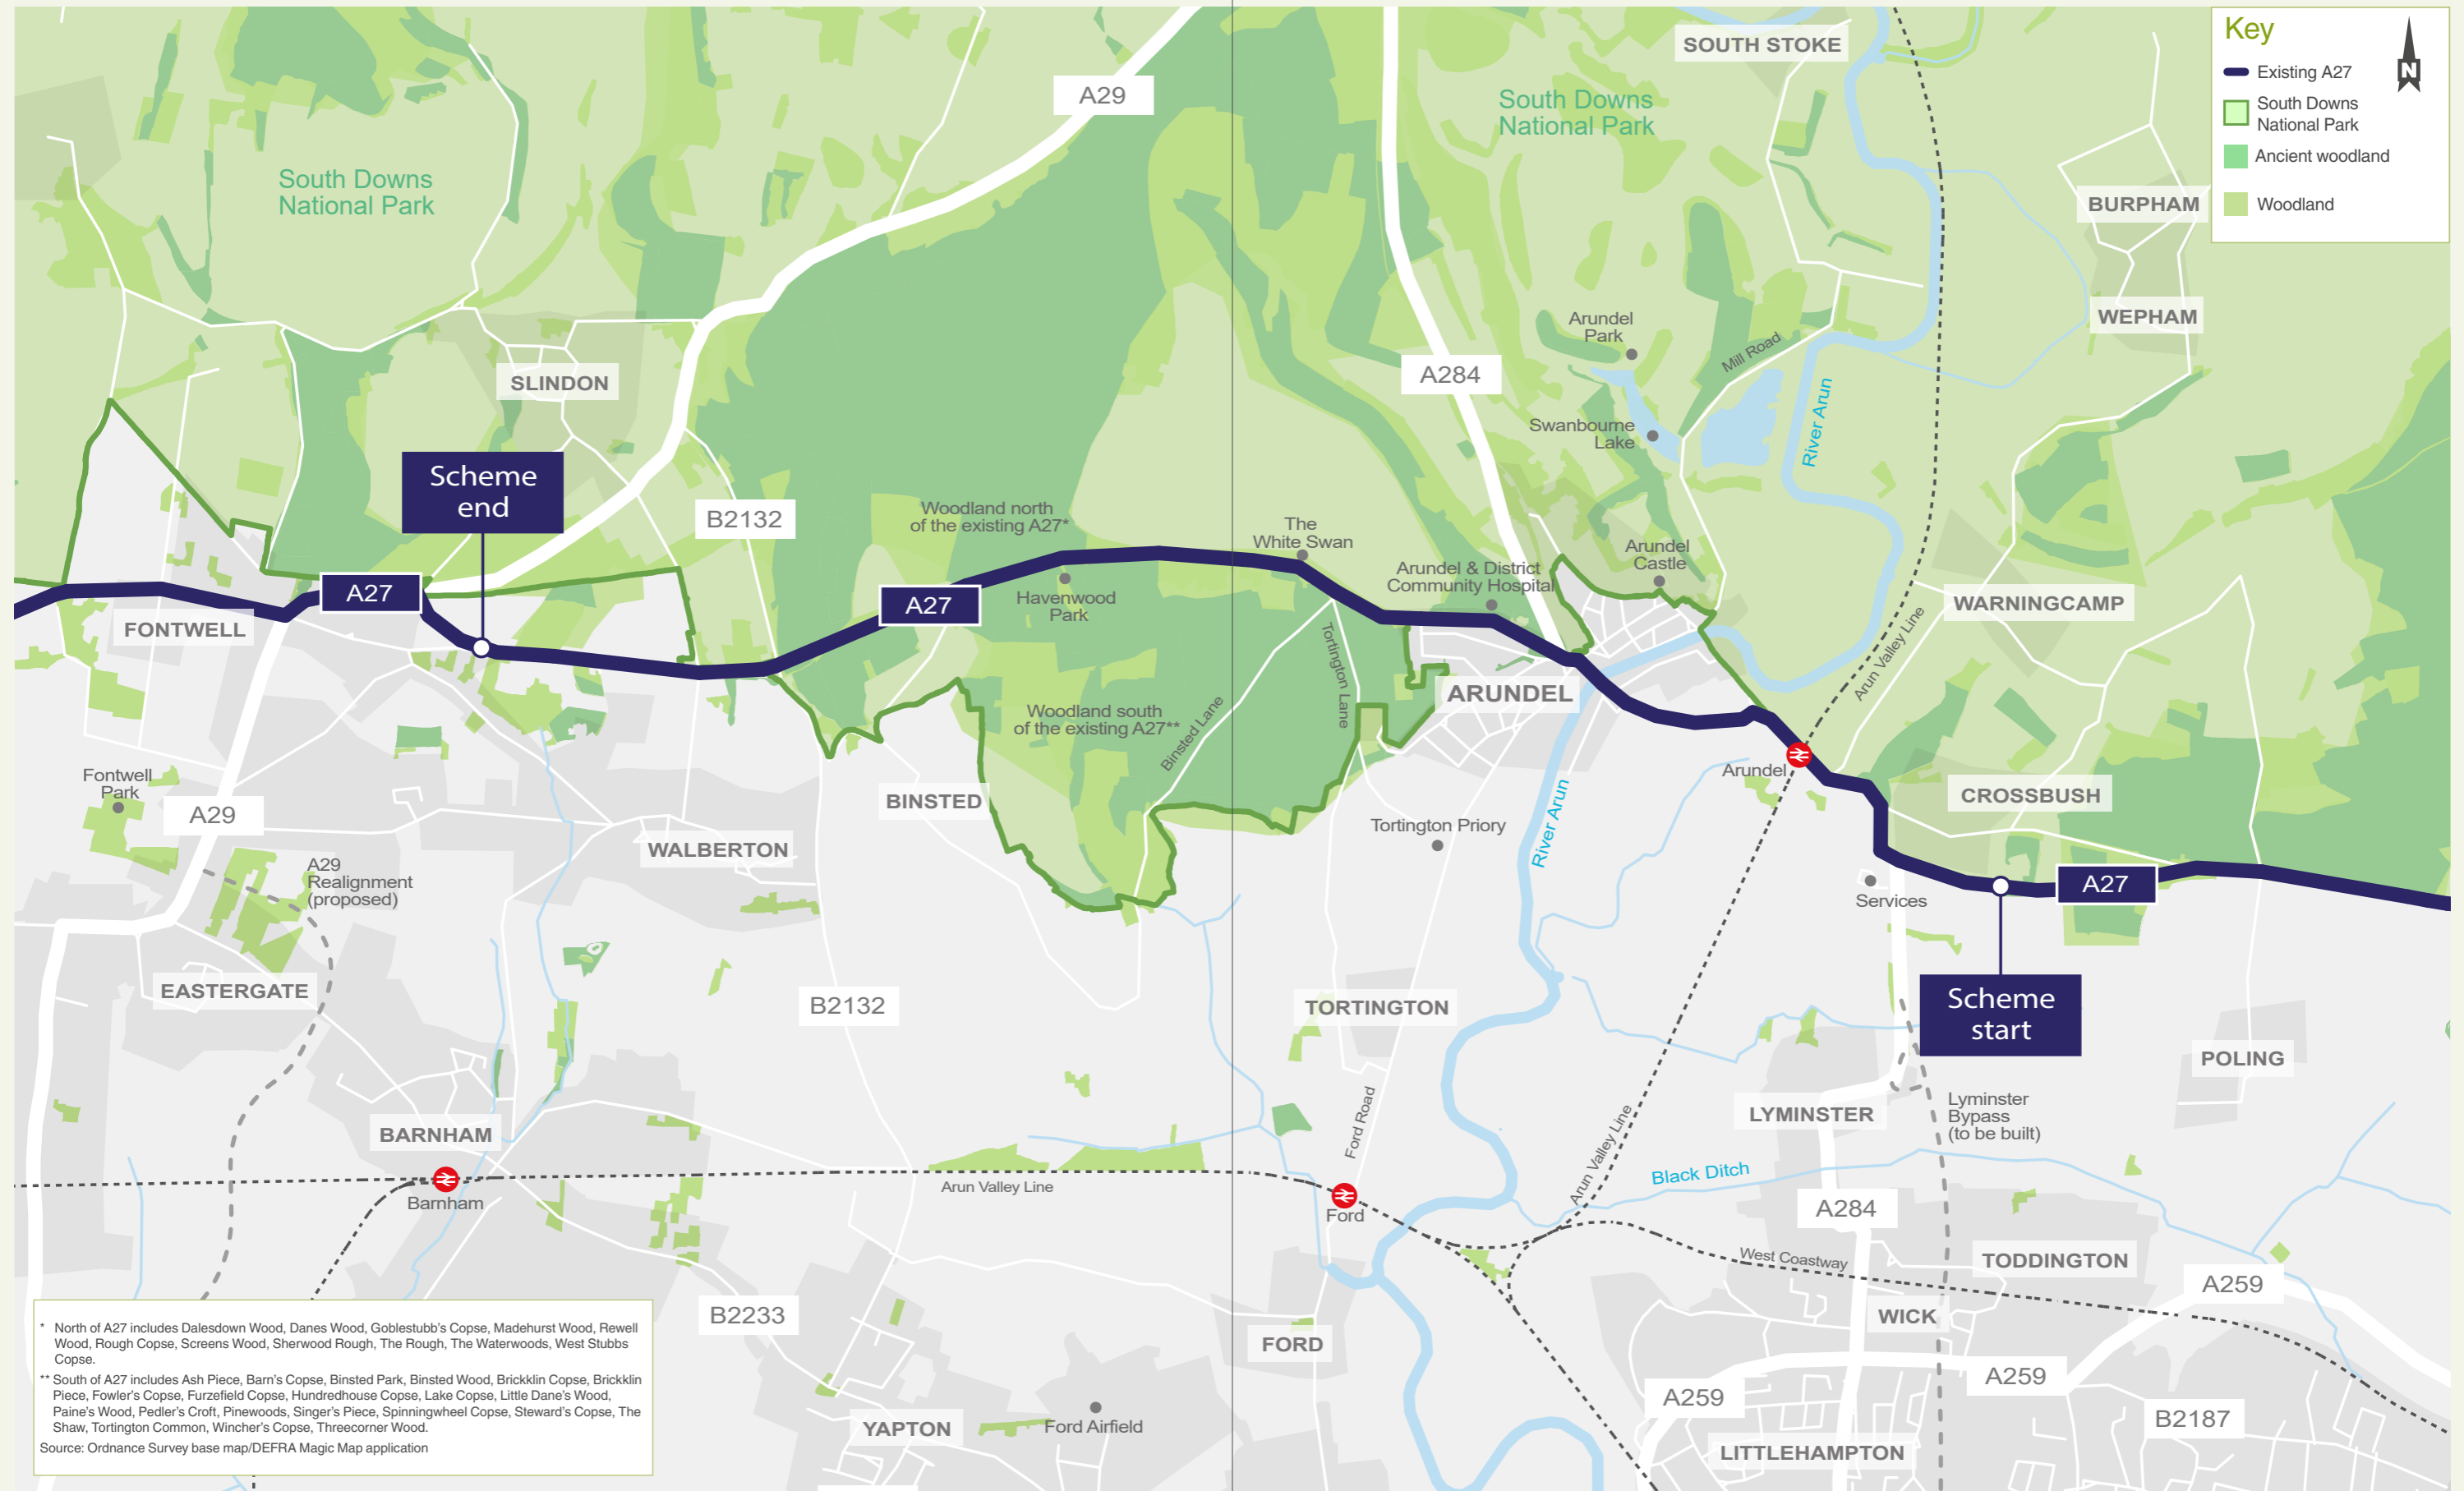 SOUTH STOKE
Key
N
Existing A27
South Downs
National Park
Ancient woodland
Woodland
A29
South Downs
National Park
South Downs
National Park
BURPHAM
WEPHAM
Arundel
Park
Mill Road
A284
SLINDON
River Arun
Swanbourne
Lake
Scheme
end
B2132
Woodland north
of the existing A27*
The
White Swan
Arundel
Castle
Arundel & District
Community Hospital
A27
A27
Havenwood
Park
WARNINGCAMP
FONTWELL
Tortington Lane
Arun Valley Line
ARUNDEL
Woodland south
of the existing A27**
Binsted Lane
Arundel
Fontwell
Park
A29
BINSTED
CROSSBUSH
Tortington Priory
River Arun
WALBERTON
A29
Realignment
(proposed)
A27
Services
EASTERGATE
B2132
TORTINGTON
Scheme
start
POLING
Lyminster
Bypass
(to be built)
LYMINSTER
Ford Road
BARNHAM
Arun Valley Line
Black Ditch
Arun Valley Line
Barnham
Ford
A284
West Coastway
TODDINGTON
A259
B2233
WICK
FORD
A259
A259
YAPTON
Ford Airfield
B2187
LITTLEHAMPTON
* North of A27 includes Dalesdown Wood, Danes Wood, Goblestubb's Copse, Madehurst Wood, Rewell
Wood, Rough Copse, Screens Wood, Sherwood Rough, The Rough, The Waterwoods, West Stubbs
Copse.
** South of A27 includes Ash Piece, Barn's Copse, Binsted Park, Binsted Wood, Brickklin Copse, Brickklin
Piece, Fowler's Copse, Furzefield Copse, Hundredhouse Copse, Lake Copse, Little Dane's Wood,
Paine's Wood, Pedler's Croft, Pinewoods, Singer's Piece, Spinningwheel Copse, Steward's Copse, The
Shaw, Tortington Common, Wincher's Copse, Threecorner Wood.
Source: Ordnance Survey base map/DEFRA Magic Map application